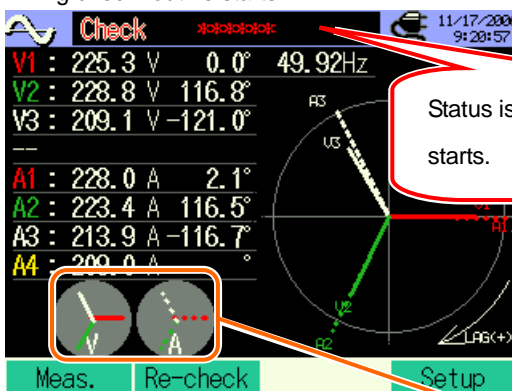 Check ********
11/17/200
9:20:57
V1 : 225.3 V 0.0° 49.92Hz
V2 : 228.8 V 116.8°
V3 : 209.1 V -121.0°
--
A1 : 228.0 A 2.1°
A2 : 223.4 A 116.5°
A3 : 213.9 A -116.7°
A4 : 209.0 A °
A3
V3
Status is
starts.
V1
A1
V2
A2
LAG(+)
V
A
Meas. Re-check Setup